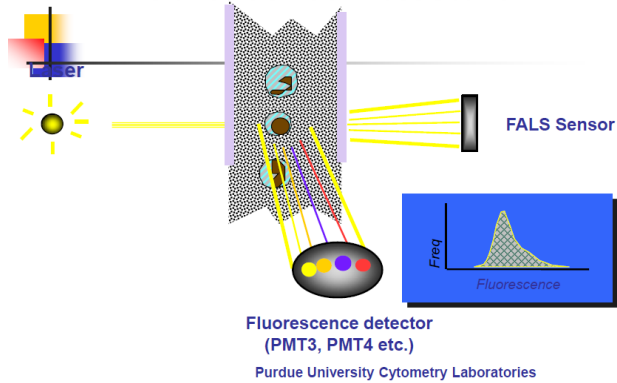 Laser
FALS Sensor
Freq
Fluorescence
Fluorescence detector
(PMT3, PMT4 etc.)
Purdue University Cytometry Laboratories